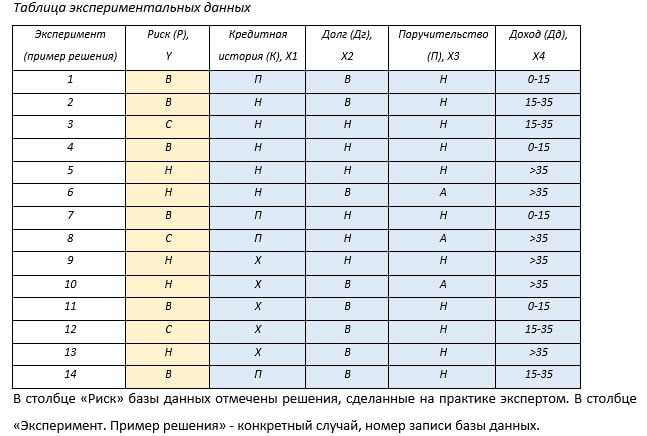 Таблица экспериментальных данных
Эксперимент (пример решения) Риск (Р), Y Кредитная история (К), X1 Долг (Дг), X2 Поручительство (П), X3 Доход (Дд), X4
1 В П В Н 0-15
2 В Н В Н 15-35
3 С Н Н Н 15-35
4 В Н Н Н 0-15
5 Н Н Н Н >35
6 Н Н В А >35
7 В П Н Н 0-15
8 С П Н А >35
9 Н Х Н Н >35
10 Н Х В А >35
11 В Х В Н 0-15
12 С Х В Н 15-35
13 Н Х В Н >35
14 В П В Н 15-35
В столбце «Риск» базы данных отмечены решения, сделанные на практике экспертом. В столбце
«Эксперимент. Пример решения» - конкретный случай, номер записи базы данных.